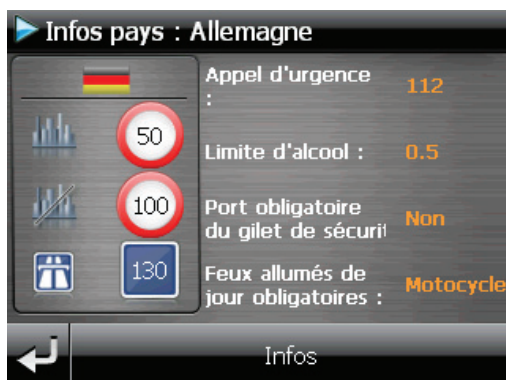 Infos pays : Allemagne
50
100
130
Appel d'urgence
:
112
Limite d'alcool :
0.5
Port obligatoire
du gilet de sécurit
Non
Feux allumés de
jour obligatoires :
Motocycle
Infos